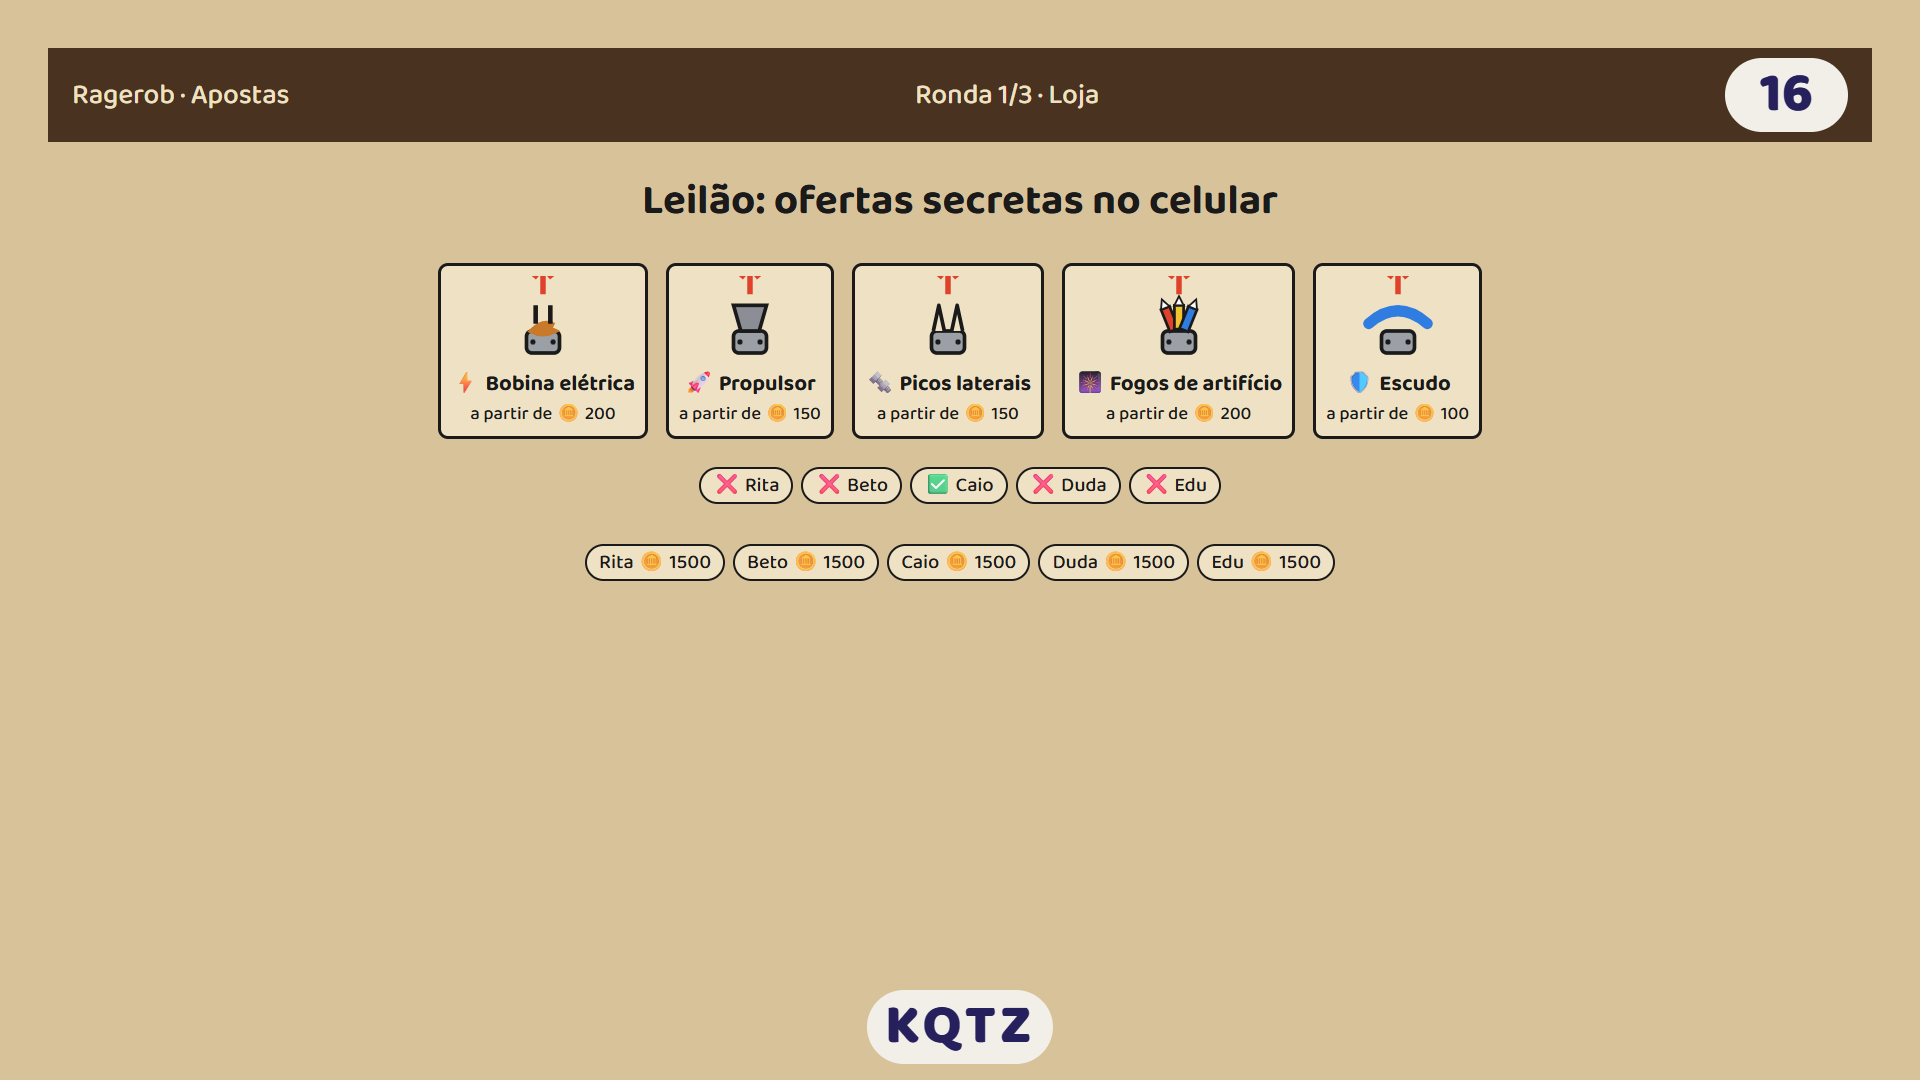 Ragerob · Apostas
Ronda 1/3 · Loja
16
Leilão: ofertas secretas no celular
Bobina elétrica
a partir de 200
Propulsor
a partir de 150
Picos laterais
a partir de 150
Fogos de artifício
a partir de 200
Escudo
a partir de 100
Rita
Beto
Caio
Duda
Edu
Rita 1500
Beto 1500
Caio 1500
Duda 1500
Edu 1500
KQTZ